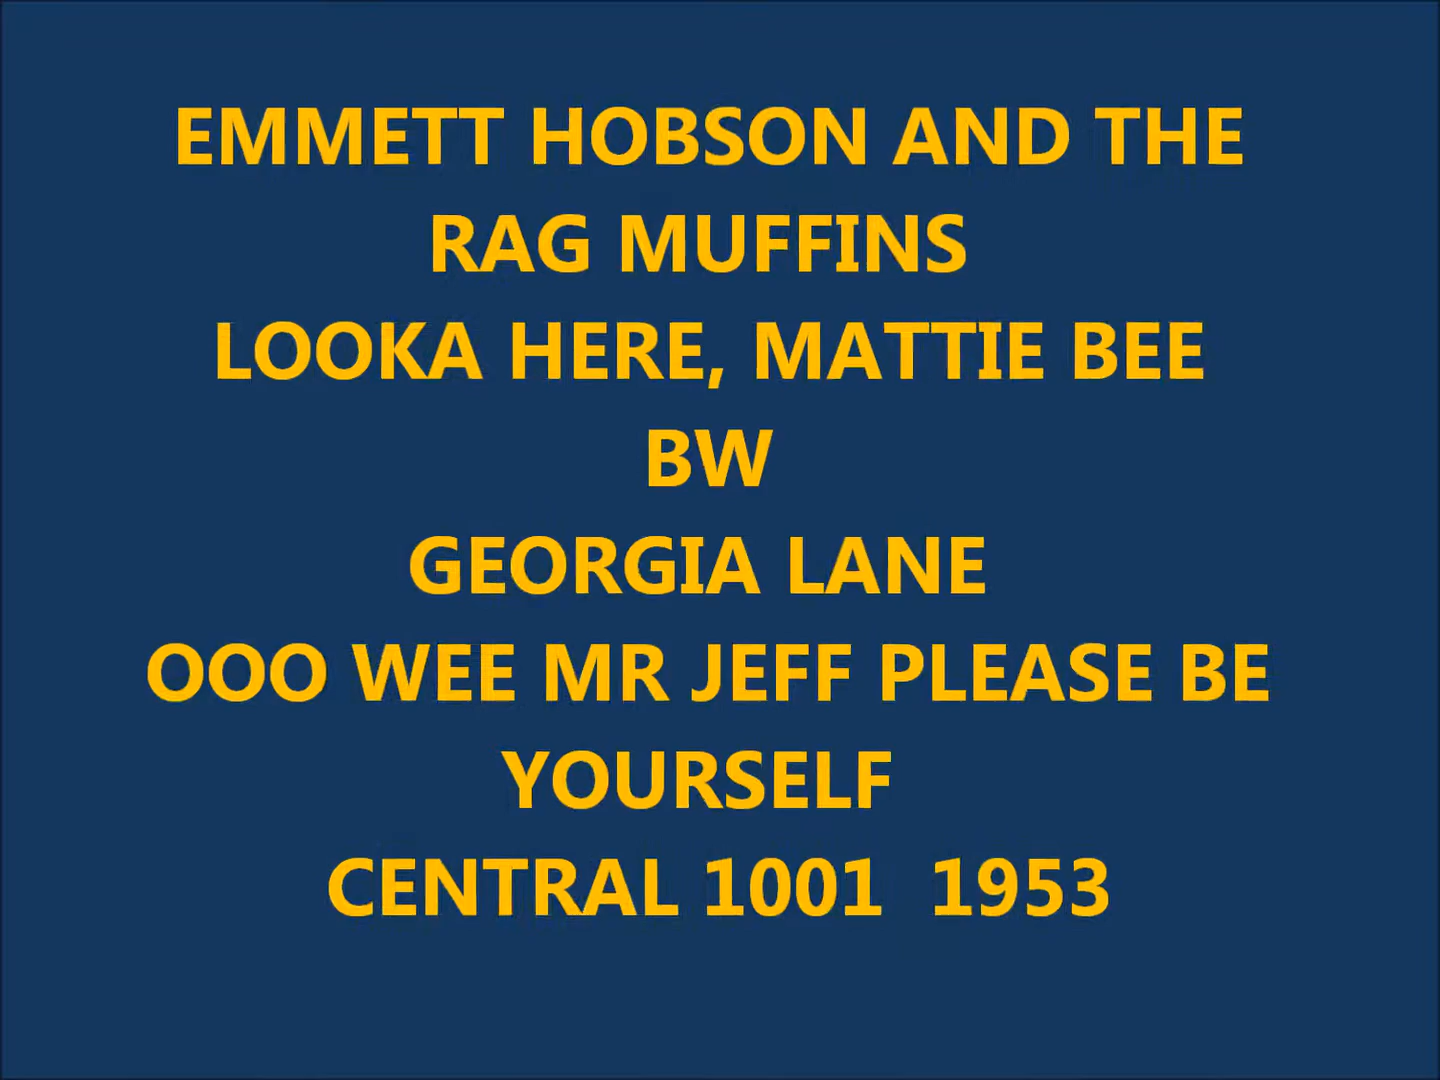 EMMETT HOBSON AND THE
RAG MUFFINS
LOOKA HERE, MATTIE BEE
BW
GEORGIA LANE
OOO WEE MR JEFF PLEASE BE
YOURSELF
CENTRAL 1001  1953